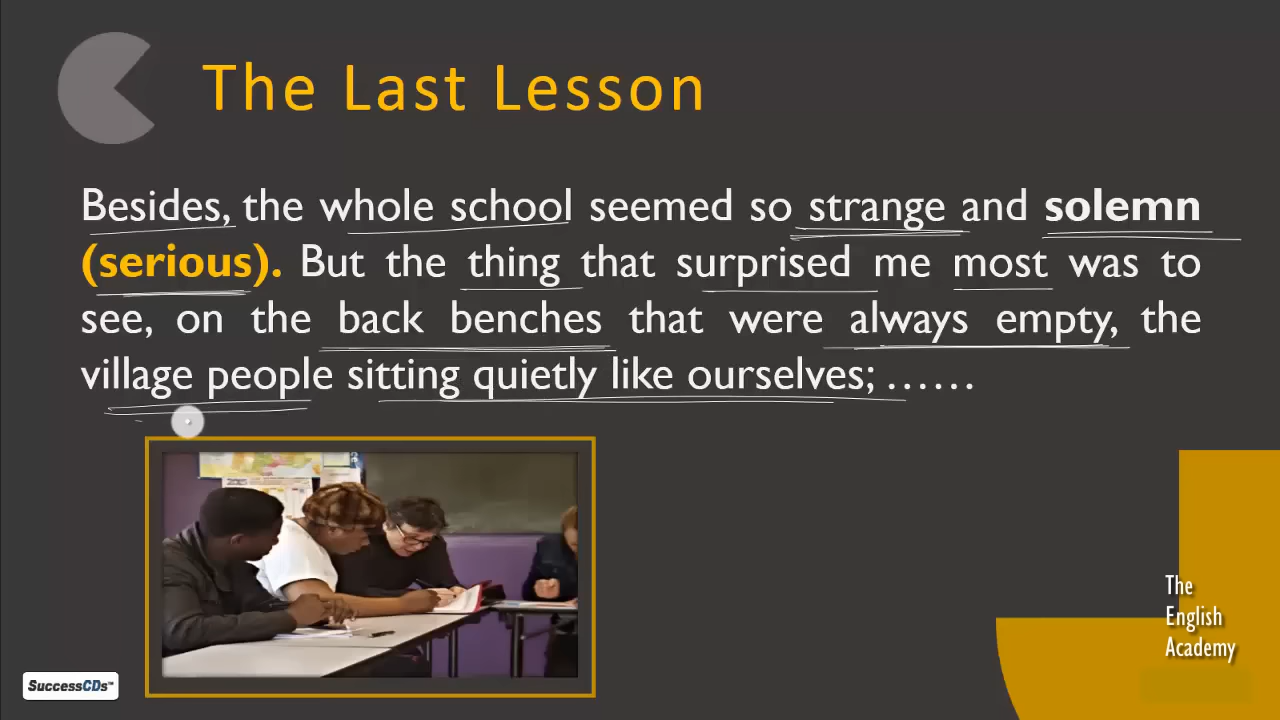 The Last Lesson
Besides, the whole school seemed so strange and solemn
(serious). But the thing that surprised me most was to
see, on the back benches that were always empty, the
village people sitting quietly like ourselves; ……
The
English
Academy
SuccessCDs™